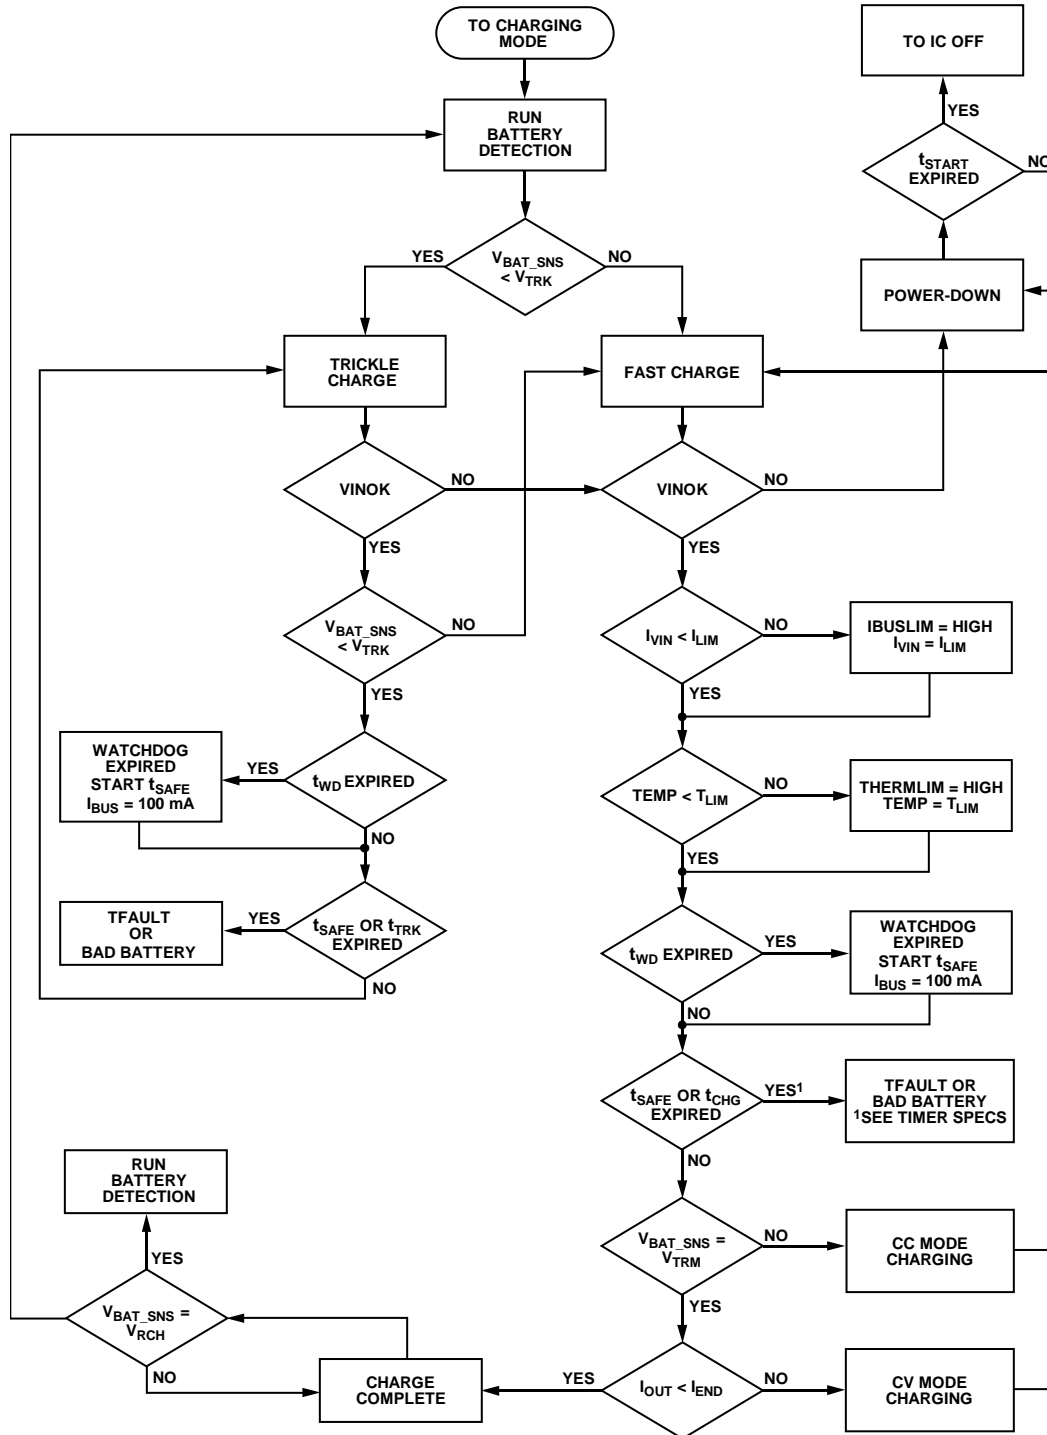 TO CHARGING
MODE
TO IC OFF
YES
RUN
BATTERY
DETECTION
tSTART
EXPIRED
NO
YES
VBAT_SNS
< VTRK
NO
POWER-DOWN
TRICKLE
CHARGE
FAST CHARGE
VINOK
NO
VINOK
NO
YES
YES
VBAT_SNS
< VTRK
NO
IVIN < ILIM
NO
IBUSLIM = HIGH
IVIN = ILIM
YES
YES
WATCHDOG
EXPIRED
START tSAFE
IBUS = 100 mA
YES
tWD EXPIRED
NO
TEMP < TLIM
NO
THERMLIM = HIGH
TEMP = TLIM
YES
TFAULT
OR
BAD BATTERY
YES
tSAFE OR tTRK
EXPIRED
NO
tWD EXPIRED
YES
WATCHDOG
EXPIRED
START tSAFE
IBUS = 100 mA
NO
tSAFE OR tCHG
EXPIRED
YES1
TFAULT OR
BAD BATTERY
1SEE TIMER SPECS
NO
RUN
BATTERY
DETECTION
YES
VBAT_SNS =
VTRM
NO
CC MODE
CHARGING
YES
VBAT_SNS =
VRCH
NO
CHARGE
COMPLETE
YES
IOUT < IEND
NO
CV MODE
CHARGING